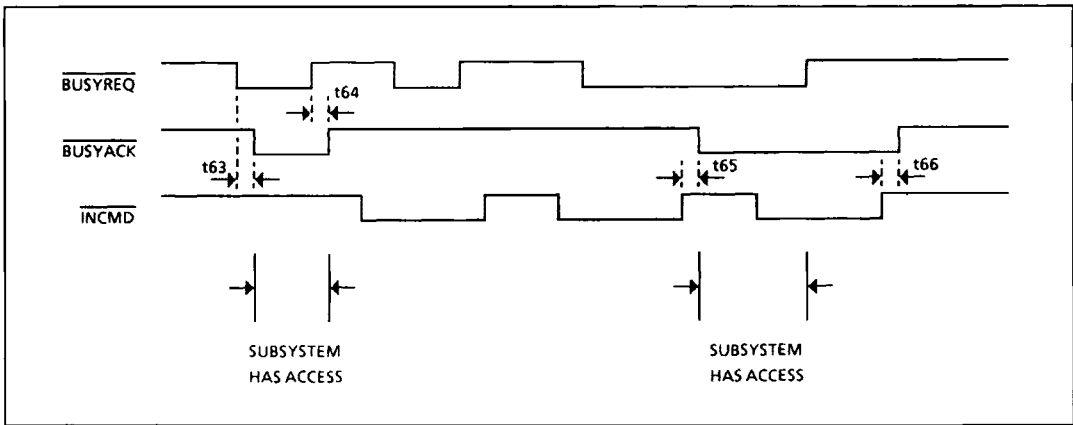 BUSYREQ
t64
BUSYACK
t63
t65
t66
INCMD
SUBSYSTEM
HAS ACCESS
SUBSYSTEM
HAS ACCESS